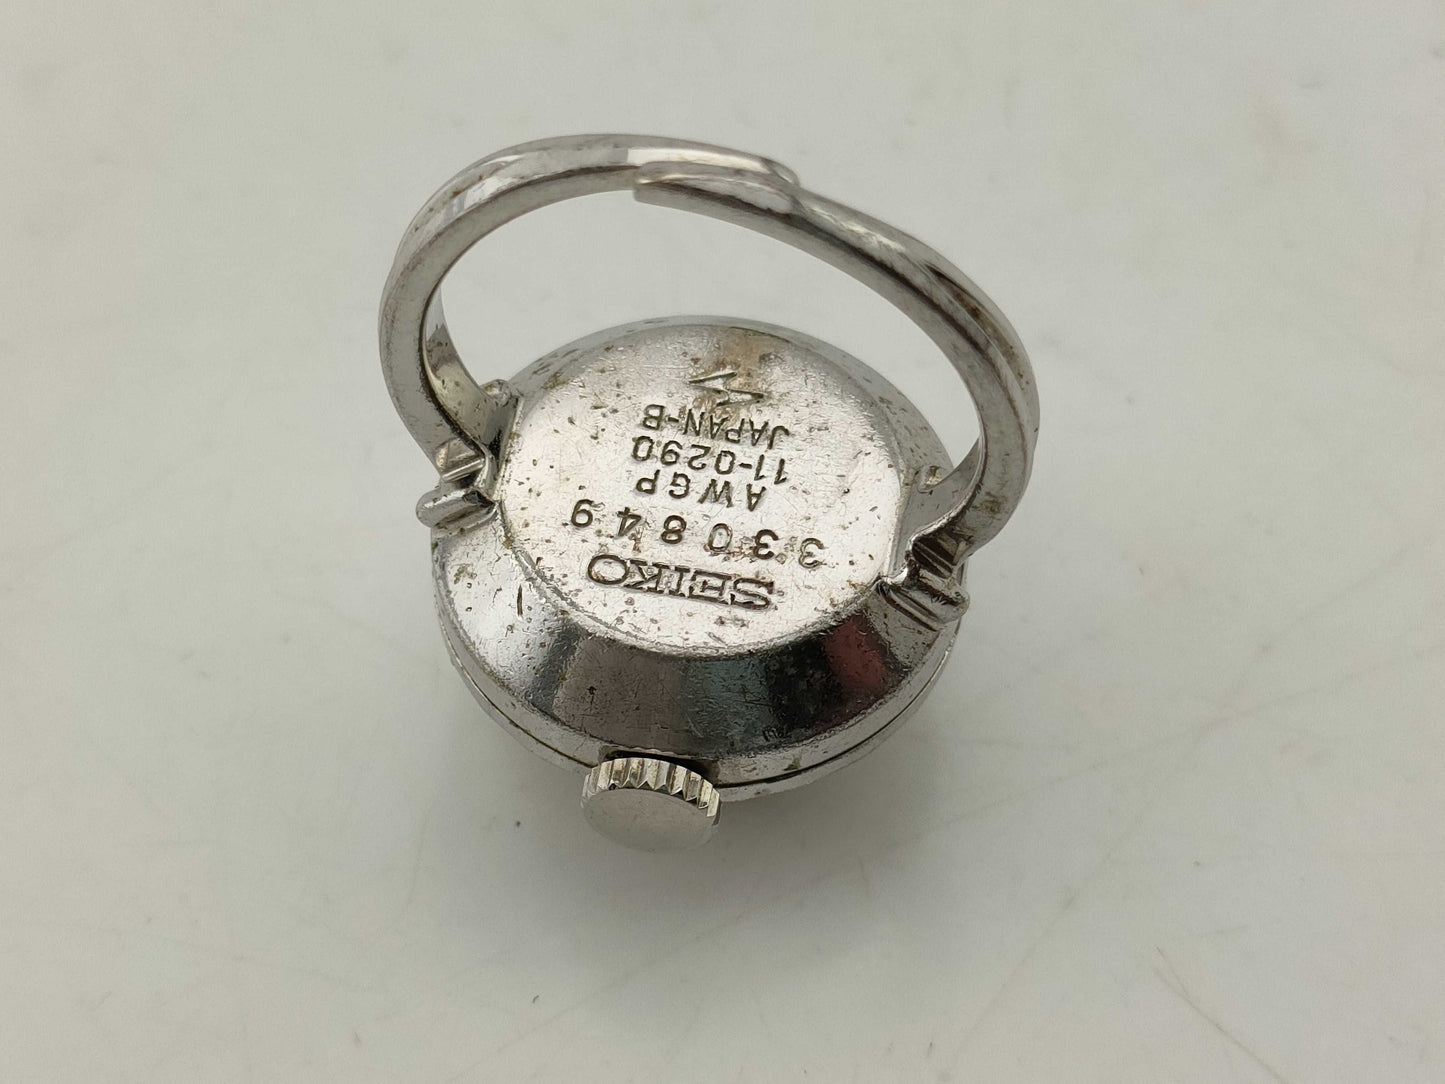 SEIKO
330849
AWGP
11-0290
JAPAN-B